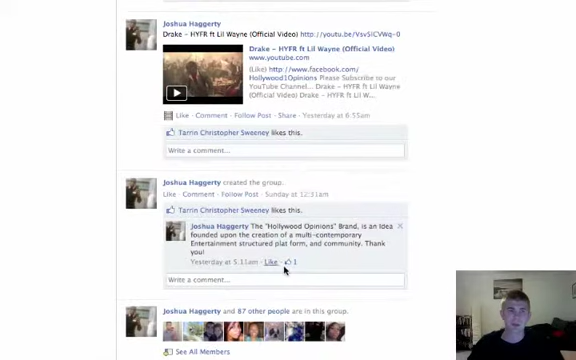 Joshua Haggerty
Drake - HYFR ft Lil Wayne (Official Video) http://youtu.be/VsvSICVWq-0
Drake - HYFR ft Lil Wayne (Official Video)
www.youtube.com
(Like) http://www.facebook.com/
Hollywood1Opinions Please Subscribe to our
YouTube Channel... Drake - HYFR ft Lil Wayne
(Official Video) Drake - HYFR ft Lil Wayne
(Official Video) D...
Like · Comment · Follow Post · Share · Yesterday at 6:55am
Tarrin Christopher Sweeney likes this.
Write a comment...
Joshua Haggerty created the group.
Like · Comment · Follow Post · Sunday at 12:31am
Tarrin Christopher Sweeney likes this.
Joshua Haggerty The "Hollywood Opinions" Brand, is an Idea
founded upon the creation of a multi-contemporary
Entertainment structured plat form, and community. Thank
you!
Yesterday at 5:11am · Like · 1
Write a comment...
Joshua Haggerty and 87 other people are in this group.
See All Members